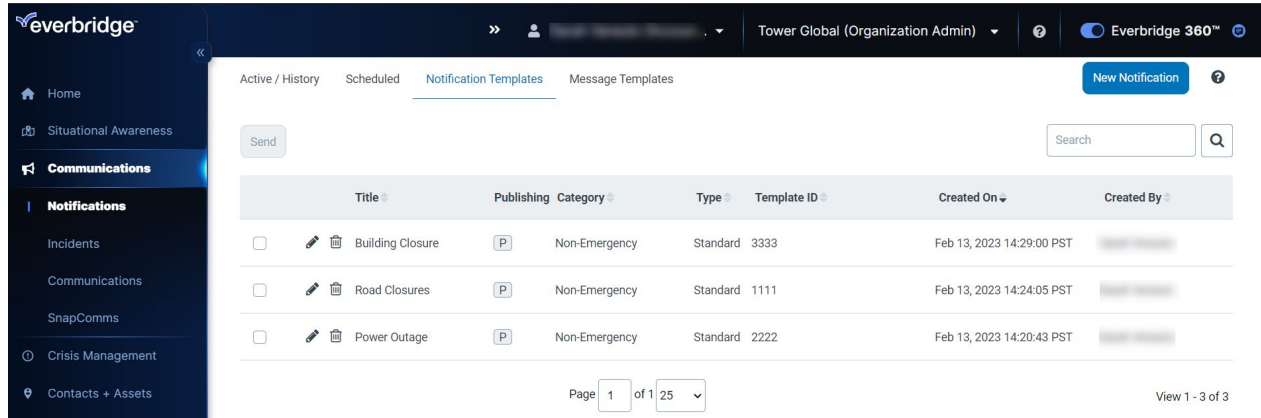 everbridge™
» Tower Global (Organization Admin) Everbridge 360™
«
Home
Situational Awareness
Communications
Notifications
Incidents
Communications
SnapComms
Crisis Management
Contacts + Assets
Active / History Scheduled Notification Templates Message Templates New Notification
Send Search
Title Publishing Category Type Template ID Created On Created By
Building Closure P Non-Emergency Standard 3333 Feb 13, 2023 14:29:00 PST
Road Closures P Non-Emergency Standard 1111 Feb 13, 2023 14:24:05 PST
Power Outage P Non-Emergency Standard 2222 Feb 13, 2023 14:20:43 PST
Page 1 of 1 25 View 1 - 3 of 3